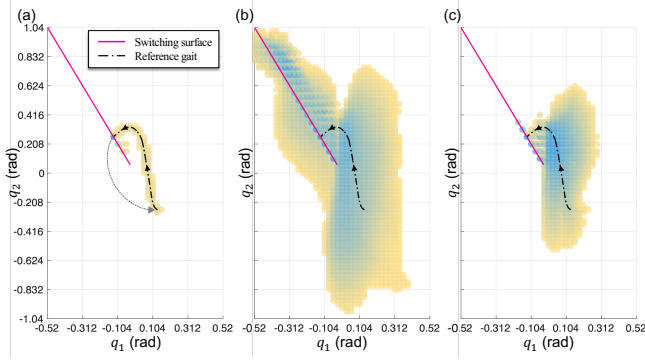 (a)
(b)
(c)
1.04
0.832
0.624
0.416
0.208
0
-0.208
-0.416
-0.624
-0.832
-1.04
q2 (rad)
Switching surface
Reference gait
-0.52 -0.312 -0.104 0.104 0.312 0.52
q1 (rad)
q2 (rad)
-0.52 -0.312 -0.104 0.104 0.312 0.52
q1 (rad)
q2 (rad)
-0.52 -0.312 -0.104 0.104 0.312 0.52
q1 (rad)